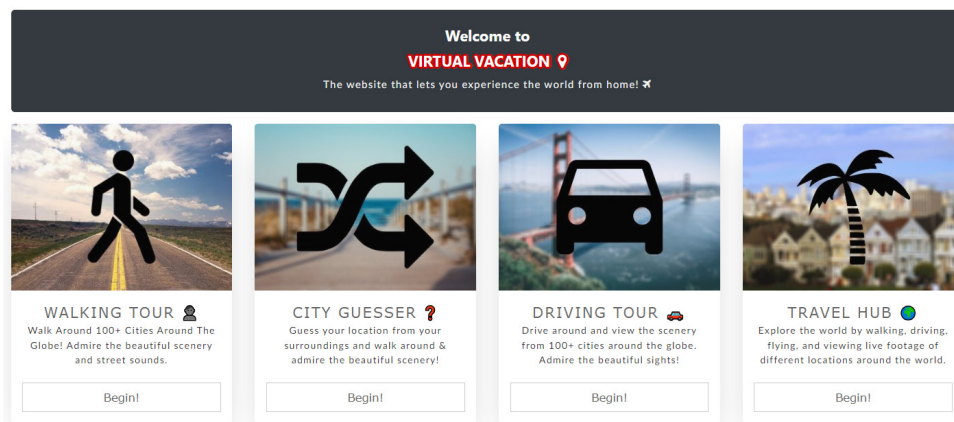 Welcome to
VIRTUAL VACATION
The website that lets you experience the world from home!
WALKING TOUR
Walk Around 100+ Cities Around The
Globe! Admire the beautiful scenery
and street sounds.
Begin!
CITY GUESSER ❓
Guess your location from your
surroundings and walk around &
admire the beautiful scenery!
Begin!
DRIVING TOUR
Drive around and view the scenery
from 100+ cities around the globe.
Admire the beautiful sights!
Begin!
TRAVEL HUB
Explore the world by walking, driving,
flying, and viewing live footage of
different locations around the world.
Begin!